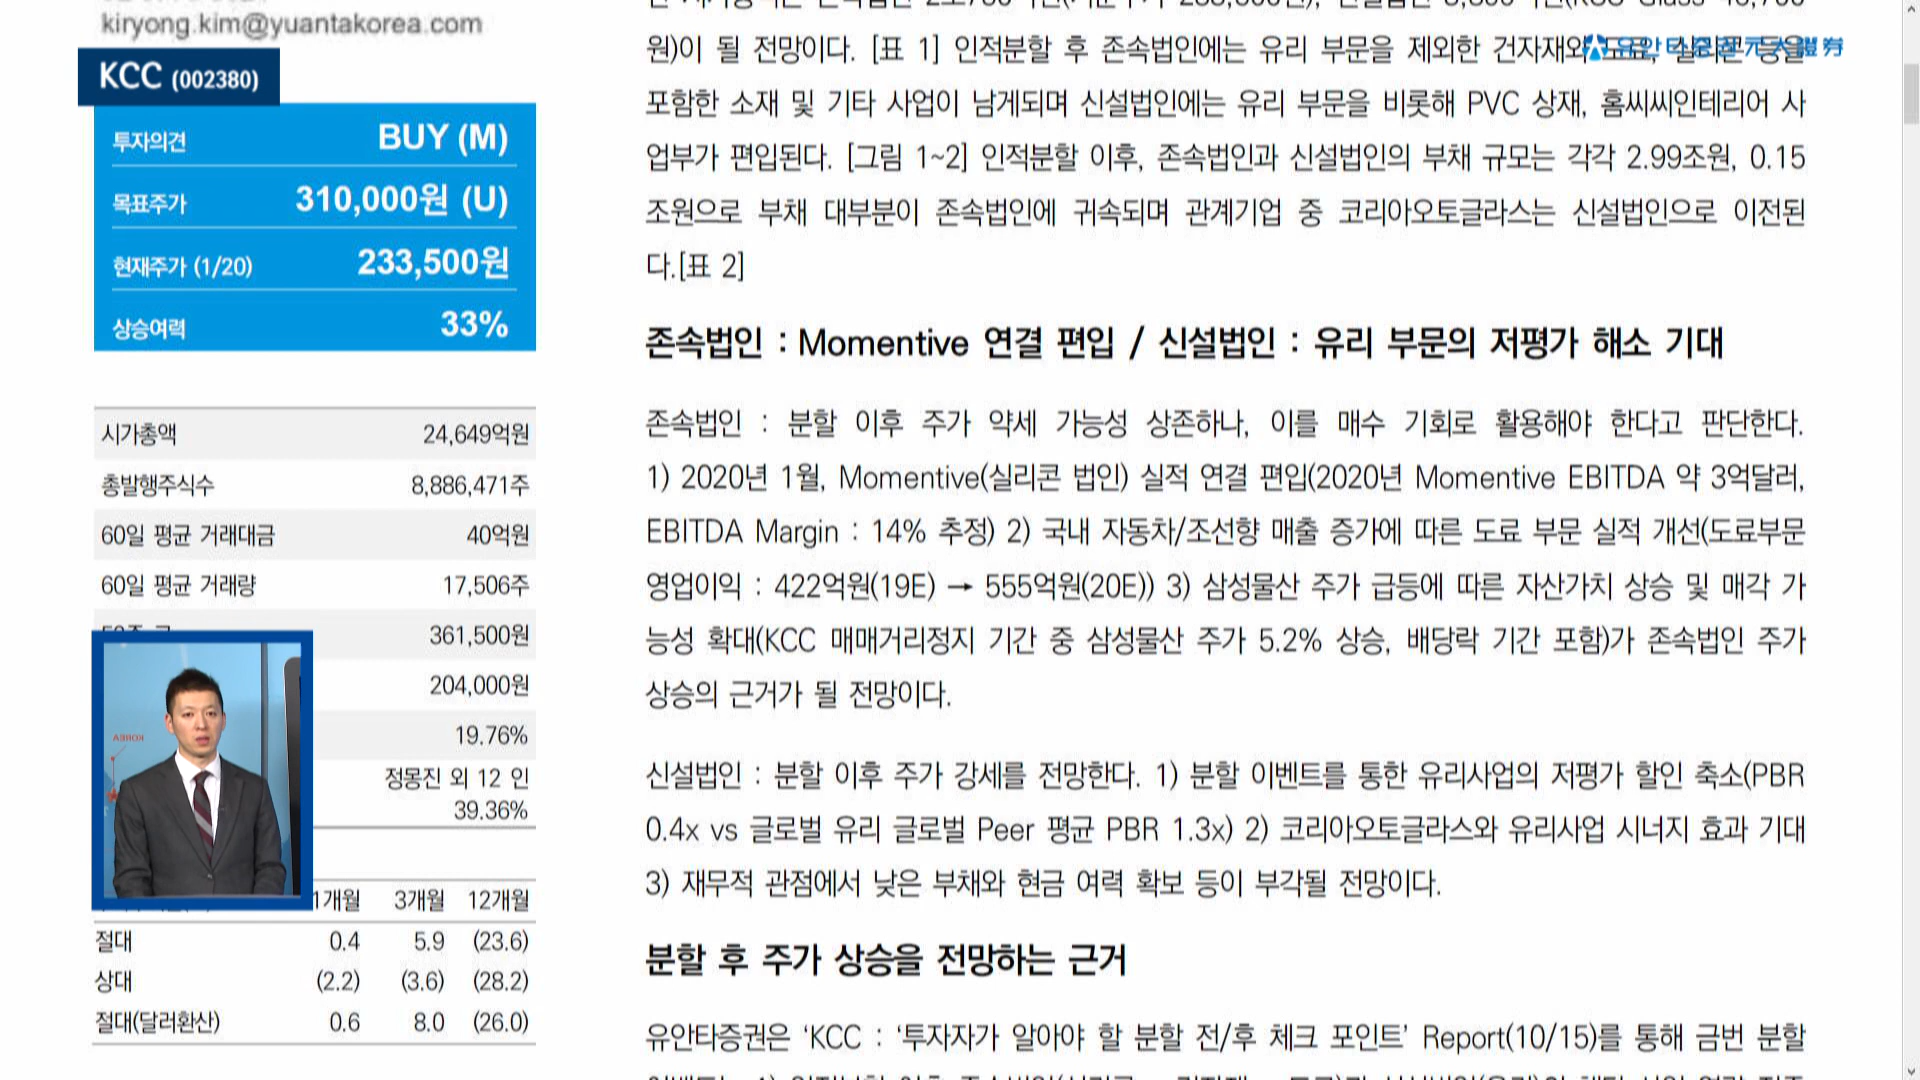 kiryong.kim@yuantakorea.com
KCC (002380)
투자의견 BUY (M)
목표주가 310,000원 (U)
현재주가 (1/20) 233,500원
상승여력 33%
시가총액 24,649억원
총발행주식수 8,886,471주
60일 평균 거래대금 40억원
60일 평균 거래량 17,506주
361,500원
204,000원
19.76%
정몽진 외 12 인
39.36%
1개월 3개월 12개월
절대 0.4 5.9 (23.6)
상대 (2.2) (3.6) (28.2)
절대(달러환산) 0.6 8.0 (26.0)
원)이 될 전망이다. [표 1] 인적분할 후 존속법인에는 유리 부문을 제외한 건자재와 도료, 실리콘 등을
포함한 소재 및 기타 사업이 남게되며 신설법인에는 유리 부문을 비롯해 PVC 상재, 홈씨씨인테리어 사
업부가 편입된다. [그림 1~2] 인적분할 이후, 존속법인과 신설법인의 부채 규모는 각각 2.99조원, 0.15
조원으로 부채 대부분이 존속법인에 귀속되며 관계기업 중 코리아오토글라스는 신설법인으로 이전된
다.[표 2]
존속법인 : Momentive 연결 편입 / 신설법인 : 유리 부문의 저평가 해소 기대
존속법인 : 분할 이후 주가 약세 가능성 상존하나, 이를 매수 기회로 활용해야 한다고 판단한다.
1) 2020년 1월, Momentive(실리콘 법인) 실적 연결 편입(2020년 Momentive EBITDA 약 3억달러,
EBITDA Margin : 14% 추정) 2) 국내 자동차/조선향 매출 증가에 따른 도료 부문 실적 개선(도료부문
영업이익 : 422억원(19E) → 555억원(20E)) 3) 삼성물산 주가 급등에 따른 자산가치 상승 및 매각 가
능성 확대(KCC 매매거리정지 기간 중 삼성물산 주가 5.2% 상승, 배당락 기간 포함)가 존속법인 주가
상승의 근거가 될 전망이다.
신설법인 : 분할 이후 주가 강세를 전망한다. 1) 분할 이벤트를 통한 유리사업의 저평가 할인 축소(PBR
0.4x vs 글로벌 유리 글로벌 Peer 평균 PBR 1.3x) 2) 코리아오토글라스와 유리사업 시너지 효과 기대
3) 재무적 관점에서 낮은 부채와 현금 여력 확보 등이 부각될 전망이다.
분할 후 주가 상승을 전망하는 근거
유안타증권은 ‘KCC : ‘투자자가 알아야 할 분할 전/후 체크 포인트’ Report(10/15)를 통해 금번 분할